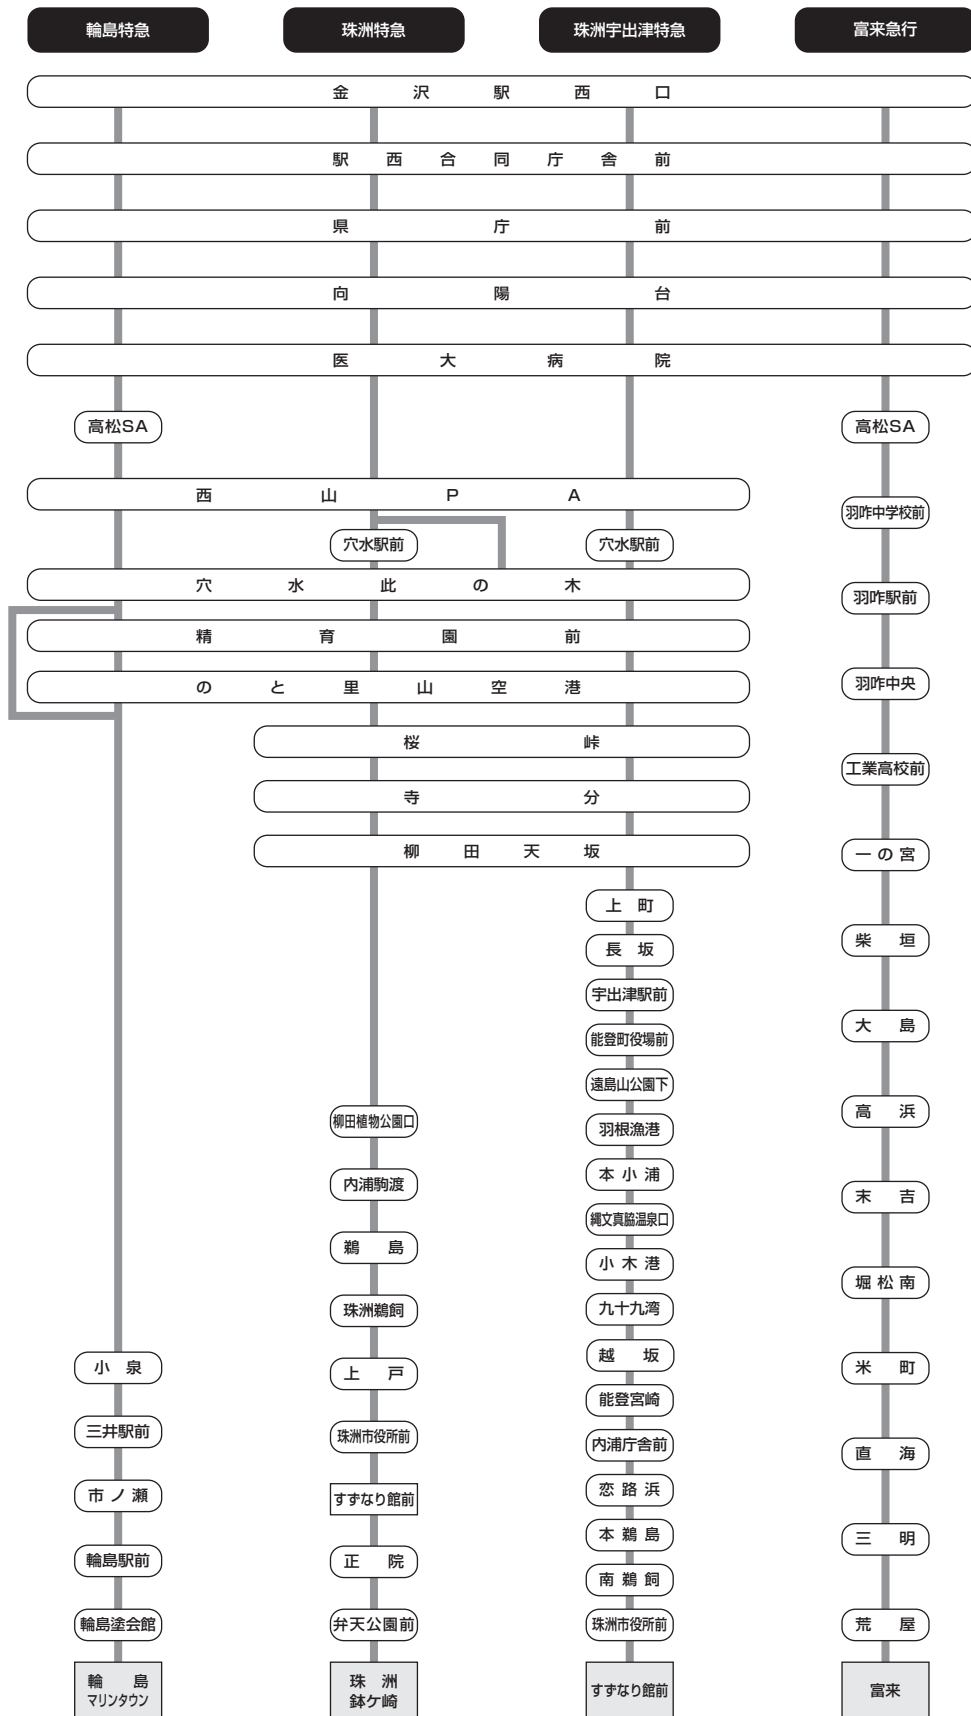 輪島特急
珠洲特急
珠洲宇出津特急
富来急行
金沢駅西口
駅西合同庁舎前
県庁前
向陽台
医大病院
高松SA
高松SA
西山PA
羽咋中学校前
穴水駅前
穴水駅前
穴水此の木
羽咋駅前
精育園前
のと里山空港
羽咋中央
桜峠
工業高校前
寺分
柳田天坂
一の宮
上町
柴垣
長坂
宇出津駅前
大島
能登町役場前
遠島山公園下
高浜
柳田植物公園口
羽根漁港
本小浦
内浦駒渡
末吉
縄文真脇温泉口
鵜島
小木港
堀松南
珠洲鵜飼
九十九湾
越坂
小泉
上戸
米町
能登宮崎
三井駅前
珠洲市役所前
内浦庁舎前
直海
恋路浜
市ノ瀬
すずなり館前
本鵜島
三明
輪島駅前
正院
南鵜飼
輪島塗会館
弁天公園前
珠洲市役所前
荒屋
輪島
マリンタウン
珠洲
鉢ケ崎
すずなり館前
富来